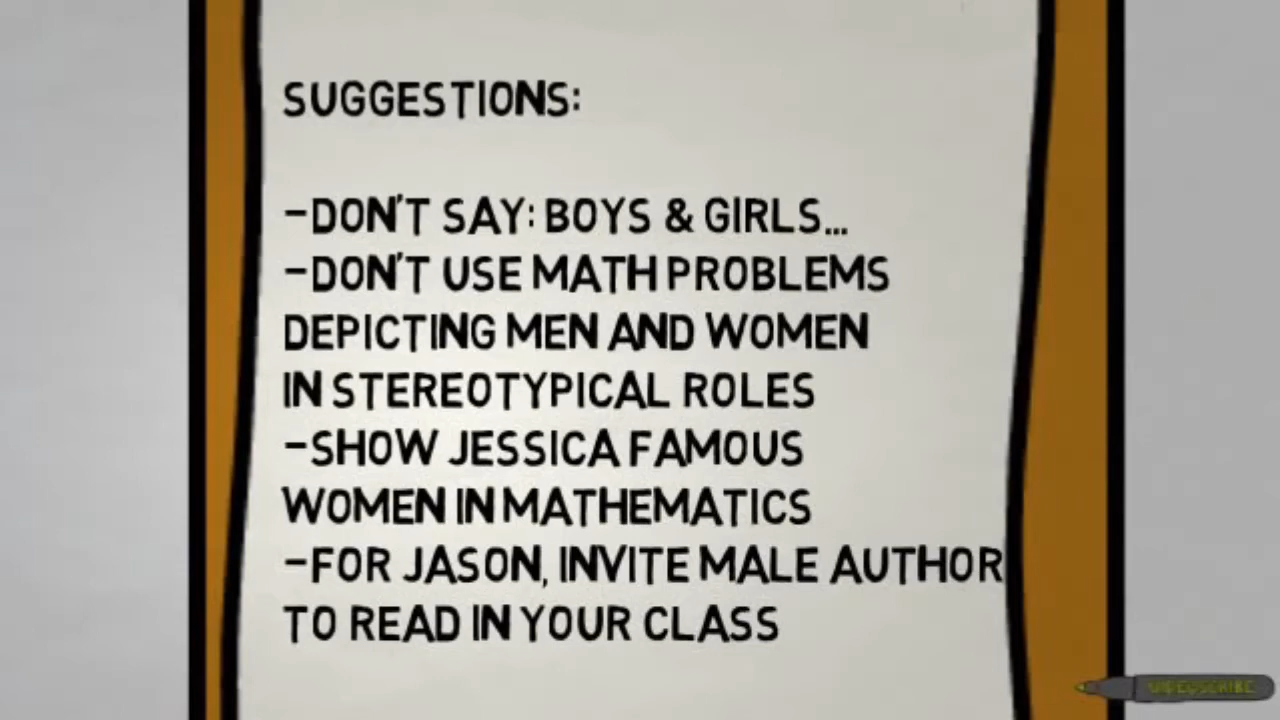 SUGGESTIONS:
-DON'T SAY: BOYS & GIRLS...
-DON'T USE MATH PROBLEMS
DEPICTING MEN AND WOMEN
IN STEREOTYPICAL ROLES
-SHOW JESSICA FAMOUS
WOMEN IN MATHEMATICS
-FOR JASON, INVITE MALE AUTHOR
TO READ IN YOUR CLASS
VIDEOSCRIBE